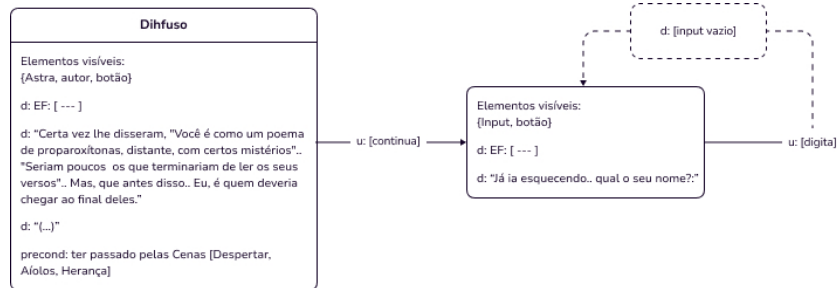 Dihfuso
Elementos visíveis:
{Astra, autor, botão}
d: EF: [ --- ]
d: “Certa vez lhe disseram, "Você é como um poema
de proparoxítonas, distante, com certos mistérios"..
"Seriam poucos os que terminariam de ler os seus
versos".. Mas, que antes disso.. Eu, é quem deveria
chegar ao final deles.”
d: “(...)”
precond: ter passado pelas Cenas [Despertar,
Aíolos, Herança]
u: [continua]
Elementos visíveis:
{Input, botão}
d: EF: [ --- ]
d: “Já ia esquecendo.. qual o seu nome?:”
d: [input vazio]
u: [digita]